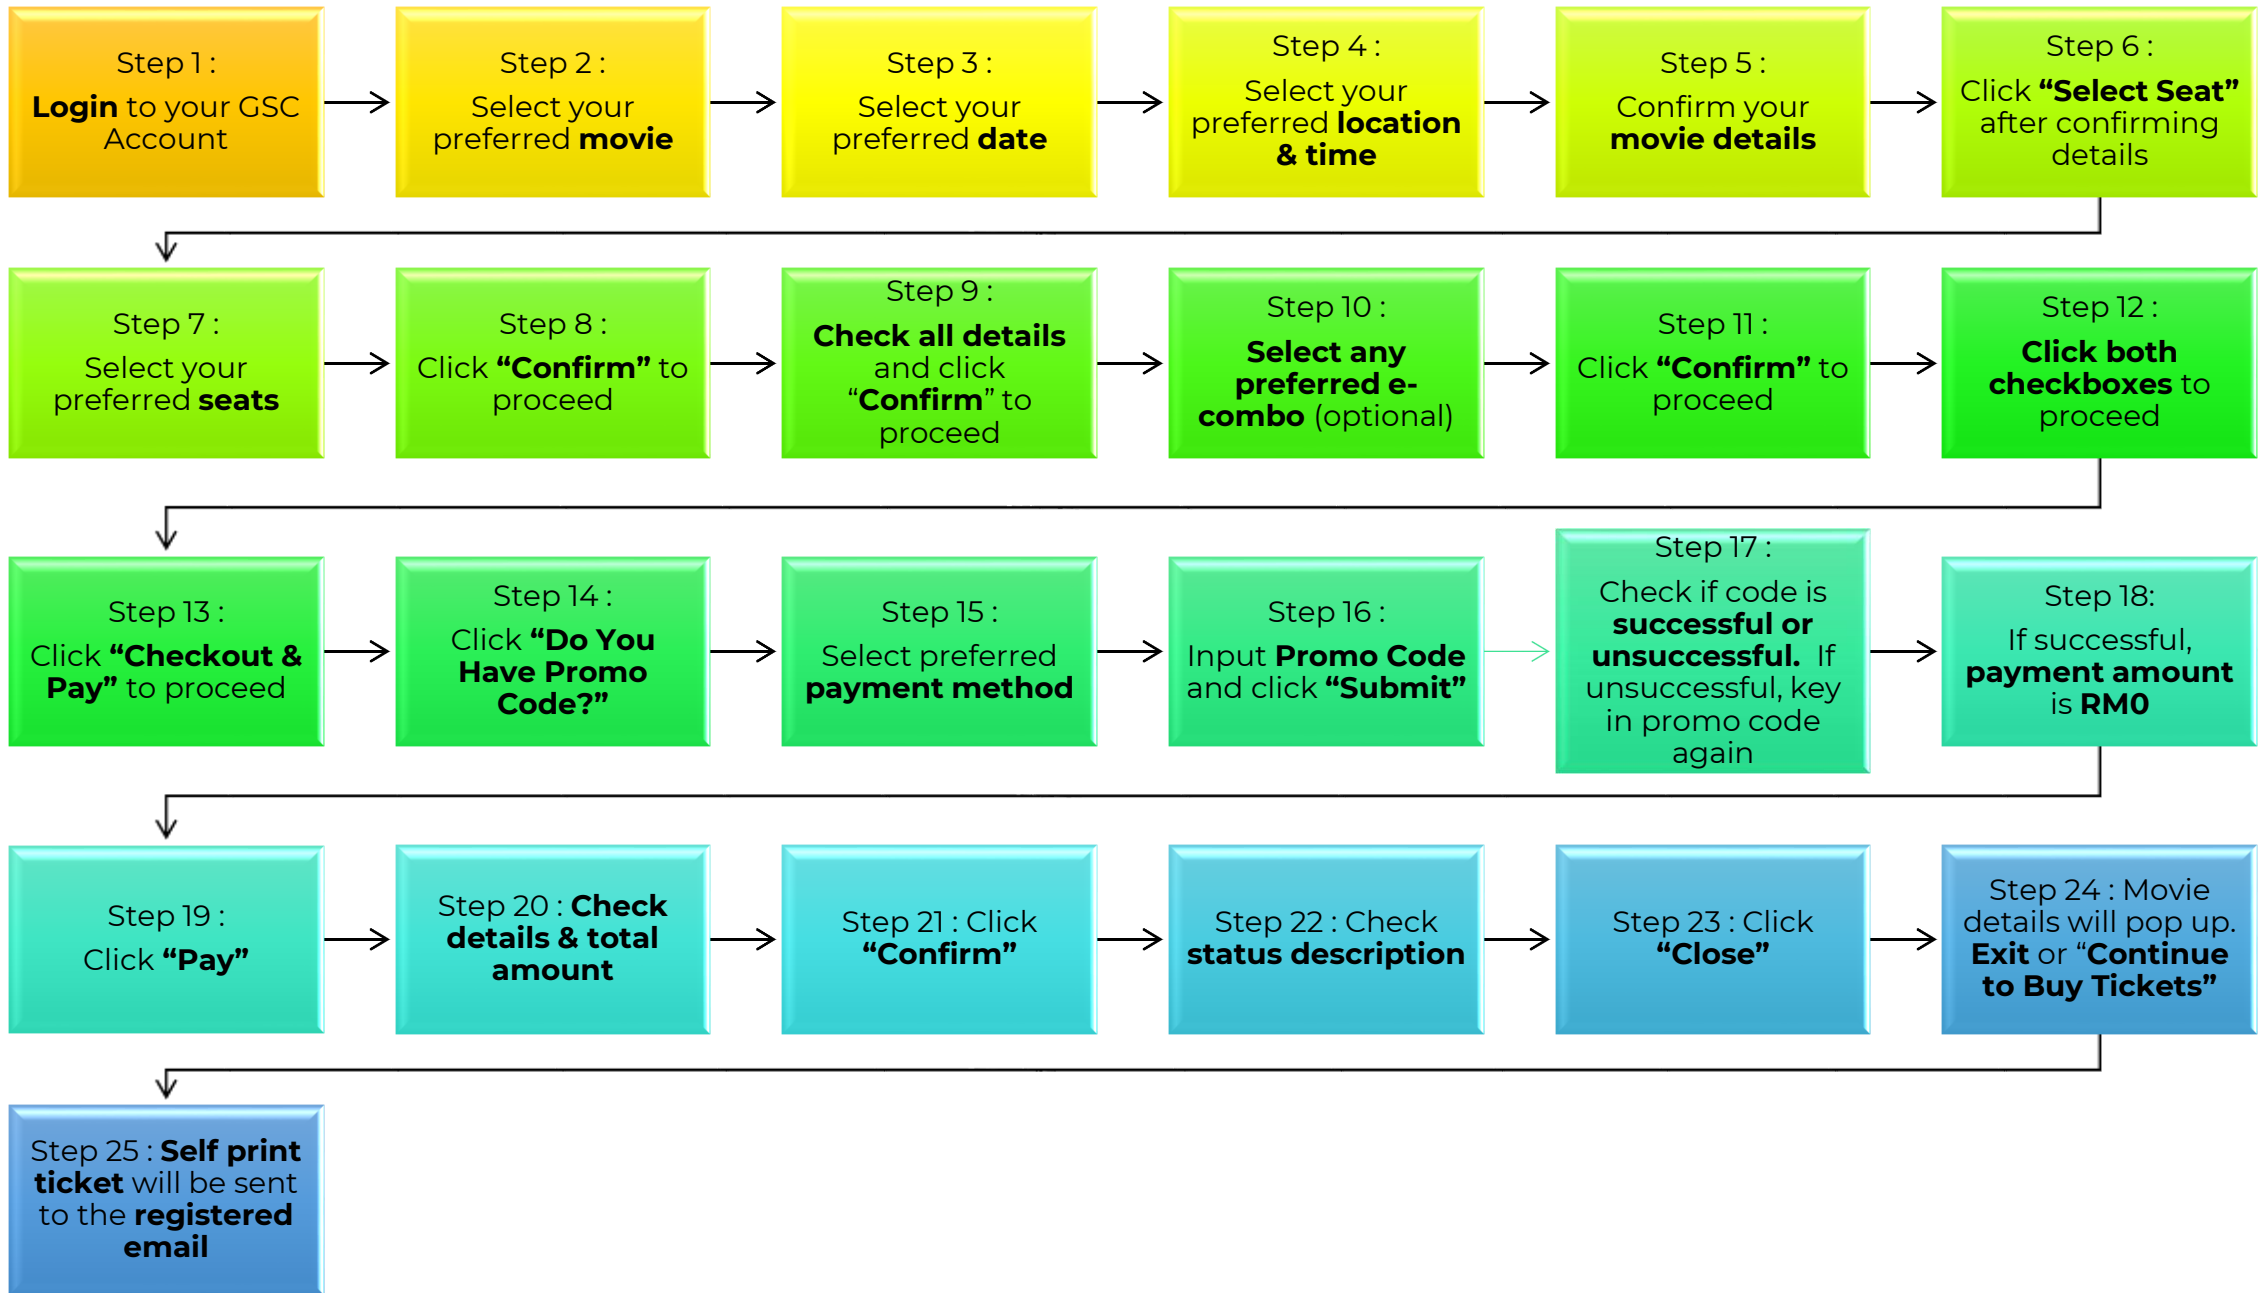 Step 1 :
Login to your GSC
Account
Step 2 :
Select your
preferred movie
Step 3 :
Select your
preferred date
Step 4 :
Select your
preferred location
& time
Step 5 :
Confirm your
movie details
Step 6 :
Click “Select Seat”
after confirming
details
Step 7 :
Select your
preferred seats
Step 8 :
Click “Confirm” to
proceed
Step 9 :
Check all details
and click
“Confirm” to
proceed
Step 10 :
Select any
preferred e-
combo (optional)
Step 11 :
Click “Confirm” to
proceed
Step 12 :
Click both
checkboxes to
proceed
Step 13 :
Click “Checkout &
Pay” to proceed
Step 14 :
Click “Do You
Have Promo
Code?”
Step 15 :
Select preferred
payment method
Step 16 :
Input Promo Code
and click “Submit”
Step 17 :
Check if code is
successful or
unsuccessful. If
unsuccessful, key
in promo code
again
Step 18:
If successful,
payment amount
is RM0
Step 19 :
Click “Pay”
Step 20 : Check
details & total
amount
Step 21 : Click
“Confirm”
Step 22 : Check
status description
Step 23 : Click
“Close”
Step 24 : Movie
details will pop up.
Exit or “Continue
to Buy Tickets”
Step 25 : Self print
ticket will be sent
to the registered
email